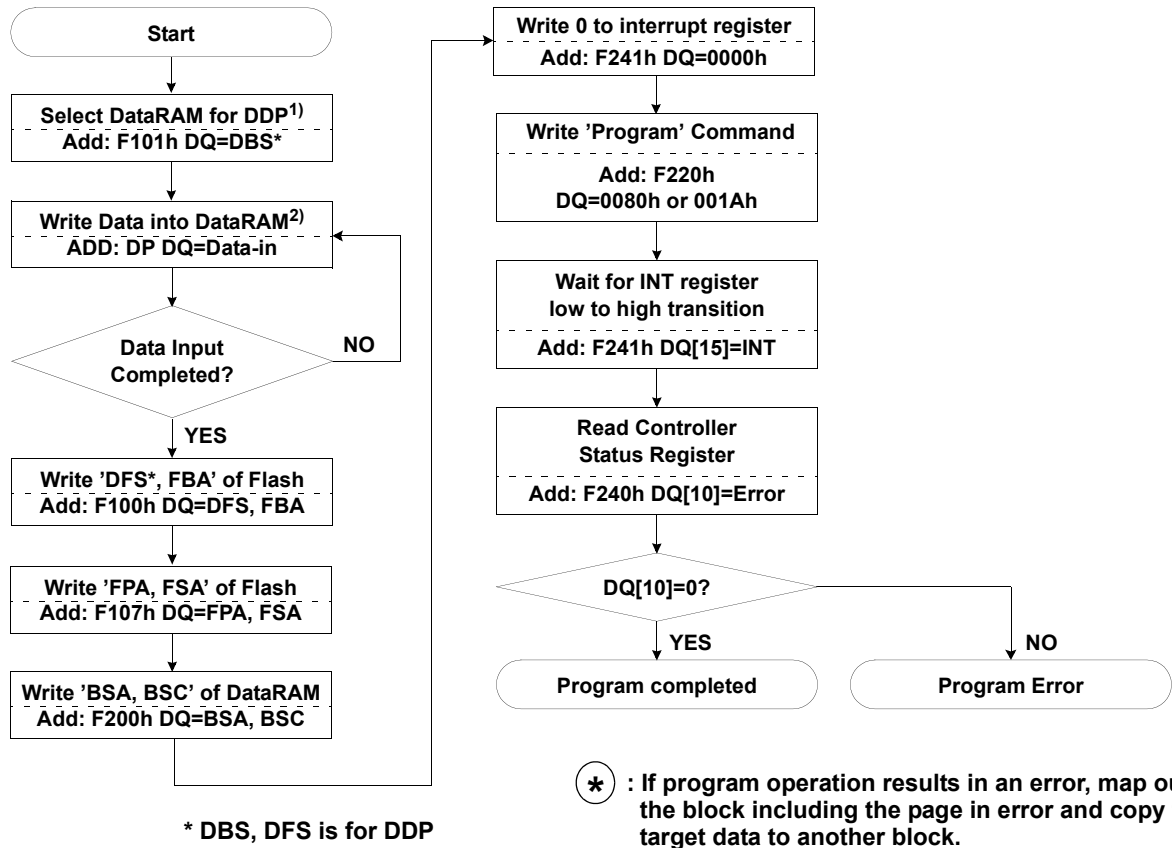 Start
Select DataRAM for DDP1)
Add: F101h DQ=DBS*
Write Data into DataRAM2)
ADD: DP DQ=Data-in
Data Input
Completed?
NO
YES
Write ’DFS*, FBA’ of Flash
Add: F100h DQ=DFS, FBA
Write ’FPA, FSA’ of Flash
Add: F107h DQ=FPA, FSA
Write ’BSA, BSC’ of DataRAM
Add: F200h DQ=BSA, BSC
* DBS, DFS is for DDP
Write 0 to interrupt register
Add: F241h DQ=0000h
Write ’Program’ Command
Add: F220h
DQ=0080h or 001Ah
Wait for INT register
low to high transition
Add: F241h DQ[15]=INT
Read Controller
Status Register
Add: F240h DQ[10]=Error
DQ[10]=0?
YES
NO
Program completed
Program Error
* : If program operation results in an error, map
the block including the page in error and copy
target data to another block.